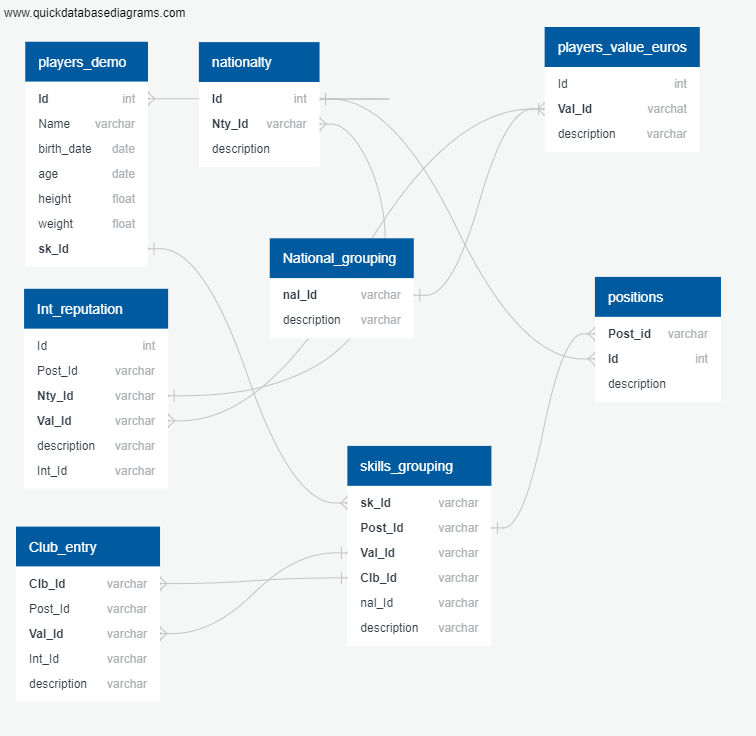 www.quickdatabasediagrams.com
players_demo
Id int
Name varchar
birth_date date
age date
height float
weight float
sk_Id
nationalty
Id int
Nty_Id varchar
description
players_value_euros
Id int
Val_Id varchat
description varchar
National_grouping
nal_Id varchar
description varchar
Int_reputation
Id int
Post_Id varchar
Nty_Id varchar
Val_Id varchar
description varchar
Int_Id varchar
positions
Post_id varchar
Id int
description
skills_grouping
sk_Id varchar
Post_Id varchar
Val_Id varchar
Clb_Id varchar
nal_Id varchar
description varchar
Club_entry
Clb_Id varchar
Post_Id varchar
Val_Id varchar
Int_Id varchar
description varchar